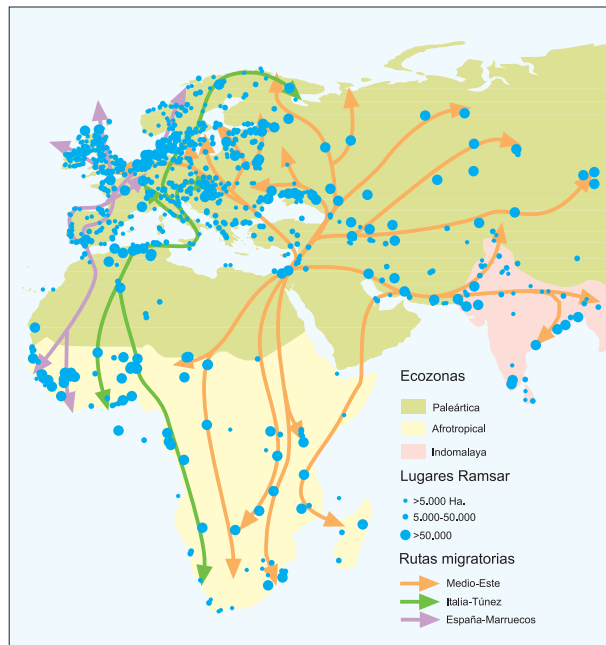 Ecozonas
Paleártica
Afrotropical
Indomalaya
Lugares Ramsar
>5.000 Ha.
5.000-50.000
>50.000
Rutas migratorias
Medio-Este
Italia-Túnez
España-Marruecos